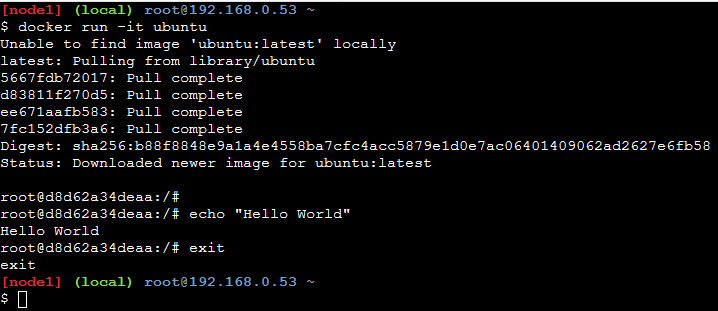 [node1] (local) root@192.168.0.53 ~
$ docker run -it ubuntu
Unable to find image 'ubuntu:latest' locally
latest: Pulling from library/ubuntu
5667fdb72017: Pull complete
d83811f270d5: Pull complete
ee671aafb583: Pull complete
7fc152dfb3a6: Pull complete
Digest: sha256:b88f8848e9a1a4e4558ba7cfc4acc5879e1d0e7ac06401409062ad2627e6fb58
Status: Downloaded newer image for ubuntu:latest
root@d8d62a34deaa:/#
root@d8d62a34deaa:/# echo "Hello World"
Hello World
root@d8d62a34deaa:/# exit
exit
[node1] (local) root@192.168.0.53 ~
$